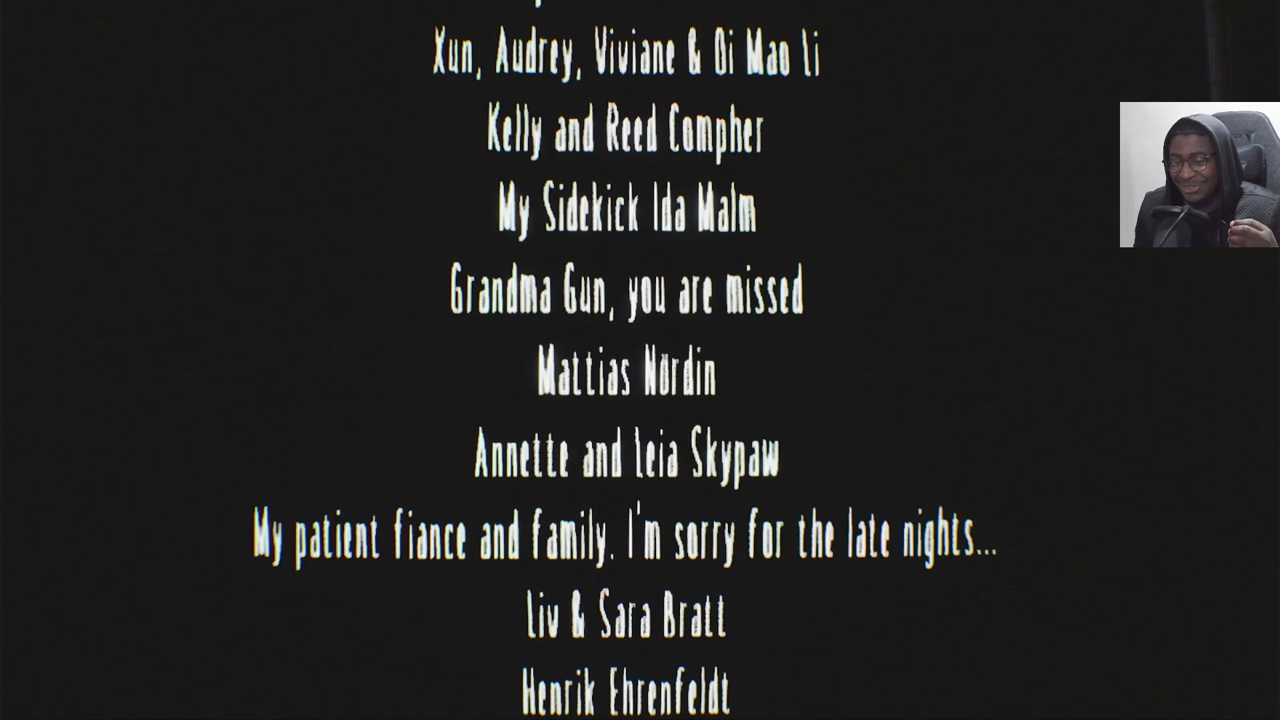 Xun, Audrey, Viviane & Qi Mao Li
Kelly and Reed Compher
My Sidekick Ida Malm
Grandma Gun, you are missed
Mattias Nordin
Annette and Leia Skypaw
My patient fiance and family. I'm sorry for the late nights...
Liv & Sara Bratt
Henrik Ehrenfeldt